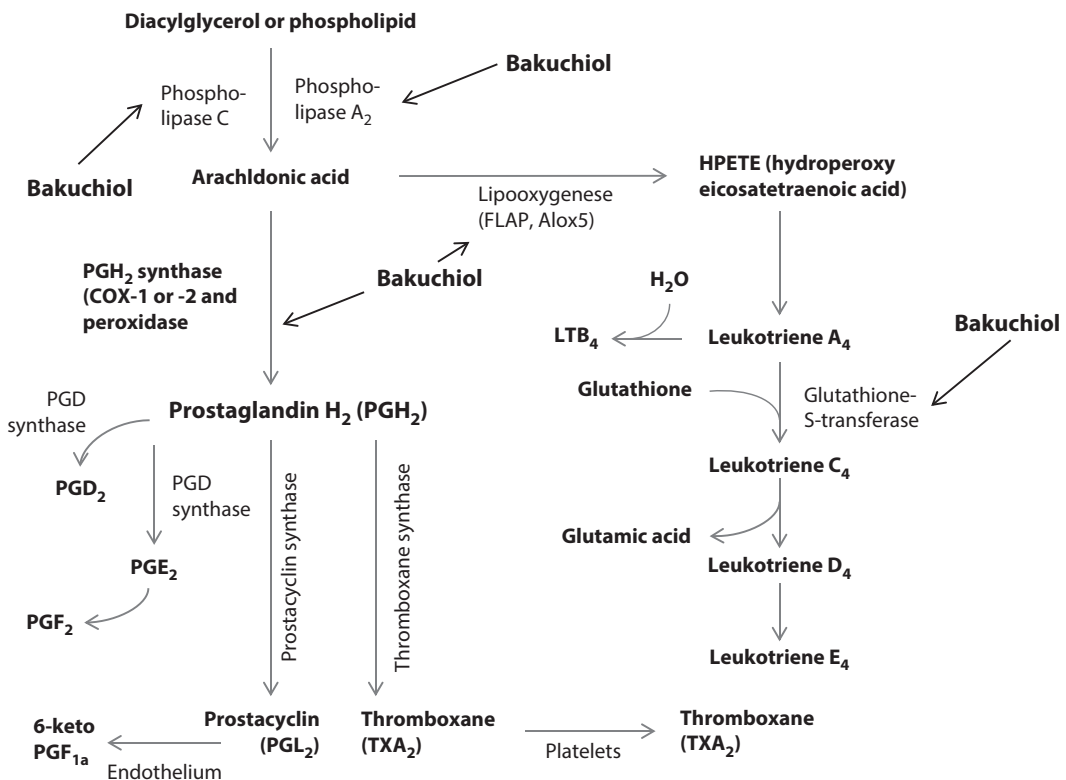 Diacylglycerol or phospholipid
Bakuchiol
Phospho-
lipase C
Phospho-
lipase A₂
Bakuchiol
Arachldonic acid
HPETE (hydroperoxy
eicosatetraenoic acid)
Lipooxygenese
(FLAP, Alox5)
PGH₂ synthase
(COX-1 or -2 and
peroxidase
Bakuchiol
H₂O
LTB₄
Leukotriene A₄
Bakuchiol
Glutathione
Glutathione-
S-transferase
PGD
synthase
Prostaglandin H₂ (PGH₂)
Leukotriene C₄
PGD₂
PGD
synthase
Prostacyclin synthase
Thromboxane synthase
Glutamic acid
Leukotriene D₄
PGE₂
PGF₂
Leukotriene E₄
6-keto
PGF₁ₐ
Endothelium
Prostacyclin
(PGL₂)
Thromboxane
(TXA₂)
Platelets
Thromboxane
(TXA₂)